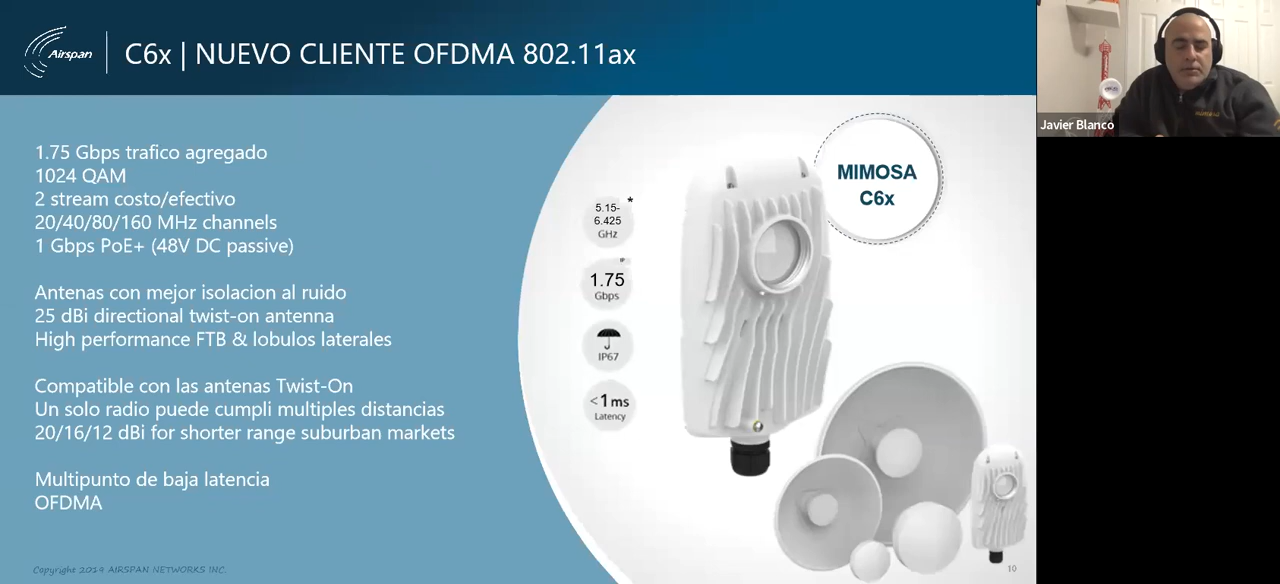 Airspan
C6x | NUEVO CLIENTE OFDMA 802.11ax
1.75 Gbps trafico agregado
1024 QAM
2 stream costo/efectivo
20/40/80/160 MHz channels
1 Gbps PoE+ (48V DC passive)
Antenas con mejor isolacion al ruido
25 dBi directional twist-on antenna
High performance FTB & lobulos laterales
Compatible con las antenas Twist-On
Un solo radio puede cumpli multiples distancias
20/16/12 dBi for shorter range suburban markets
Multipunto de baja latencia
OFDMA
5.15-
6.425
GHz
*
IP
1.75
Gbps
IP67
<1ms
Latency
MIMOSA
C6x
Copyright 2019 AIRSPAN NETWORKS INC.
10
Javier Blanco